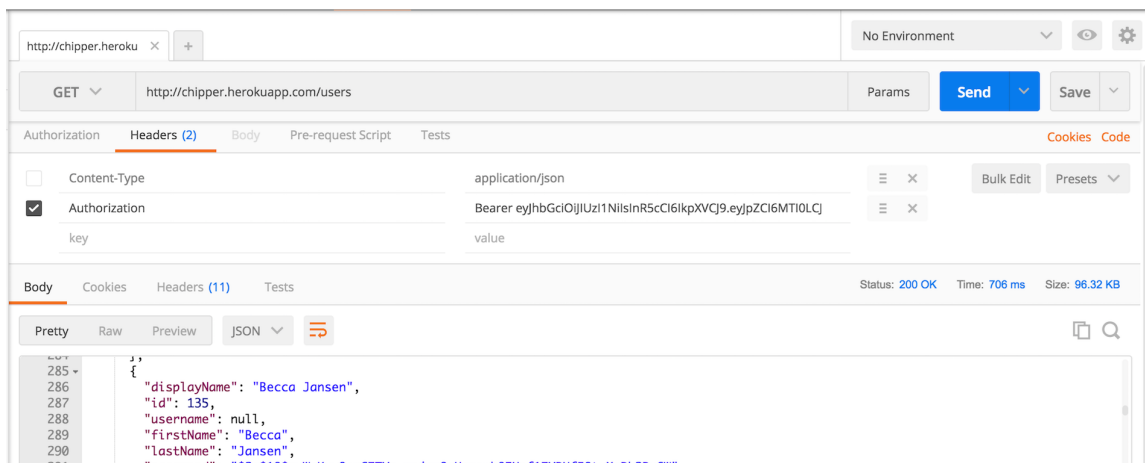 http://chipper.heroku
No Environment
GET http://chipper.herokuapp.com/users Params Send Save
Authorization Headers (2) Body Pre-request Script Tests Cookies Code
Content-Type application/json Bulk Edit Presets
Authorization Bearer
key value
Body Cookies Headers (11) Tests Status: 200 OK Time: 706 ms Size: 96.32 KB
Pretty Raw Preview JSON
284 },
285 {
286 "displayName": "Becca Jansen",
287 "id": 135,
288 "username": null,
289 "firstName": "Becca",
290 "lastName": "Jansen",